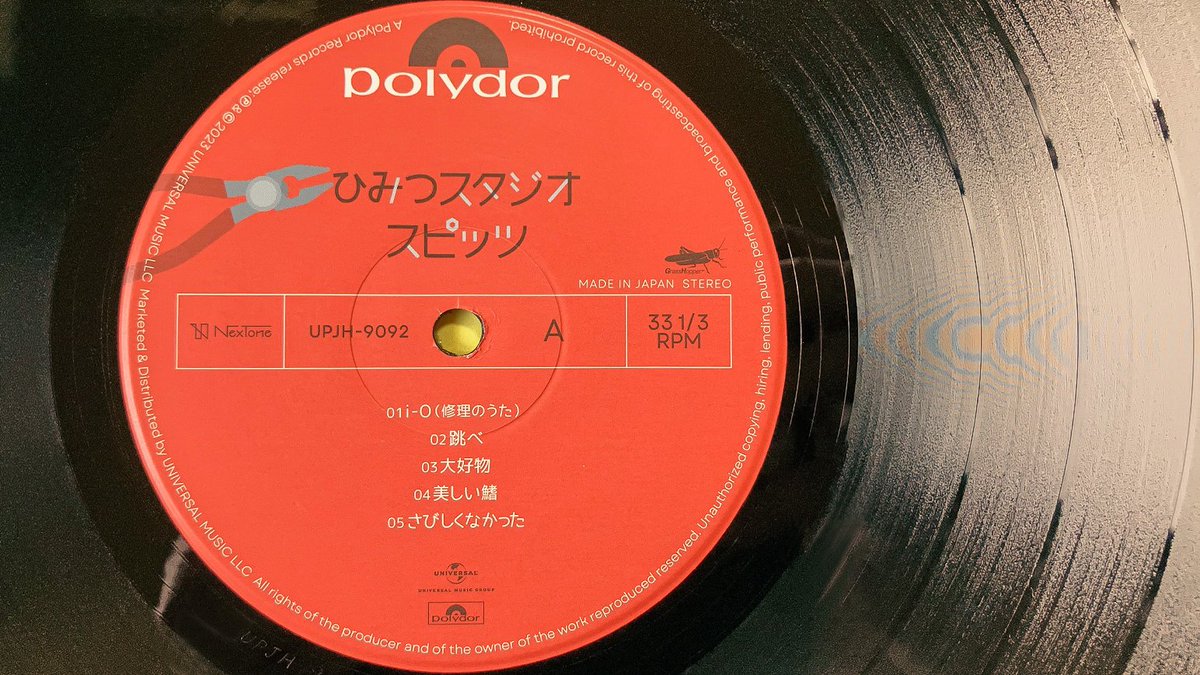 polydor
ひみつスタジオ
スピッツ
GrassHopper™
MADE IN JAPAN STEREO
NexTone
UPJH-9092
A
33 1/3
RPM
01 i-O(修理のうた)
02 跳べ
03 大好物
04 美しい鰭
05 さびしくなかった
UNIVERSAL
UNIVERSAL MUSIC GROUP
polydor
A Polydor Records release, ℗&© 2023 UNIVERSAL MUSIC LLC Marketed & Distributed by UNIVERSAL MUSIC LLC All rights of the producer and of the owner of the work reproduced reserved. Unauthorized copying, hiring, lending, public performance and broadcasting of this record prohibited.
UPJH